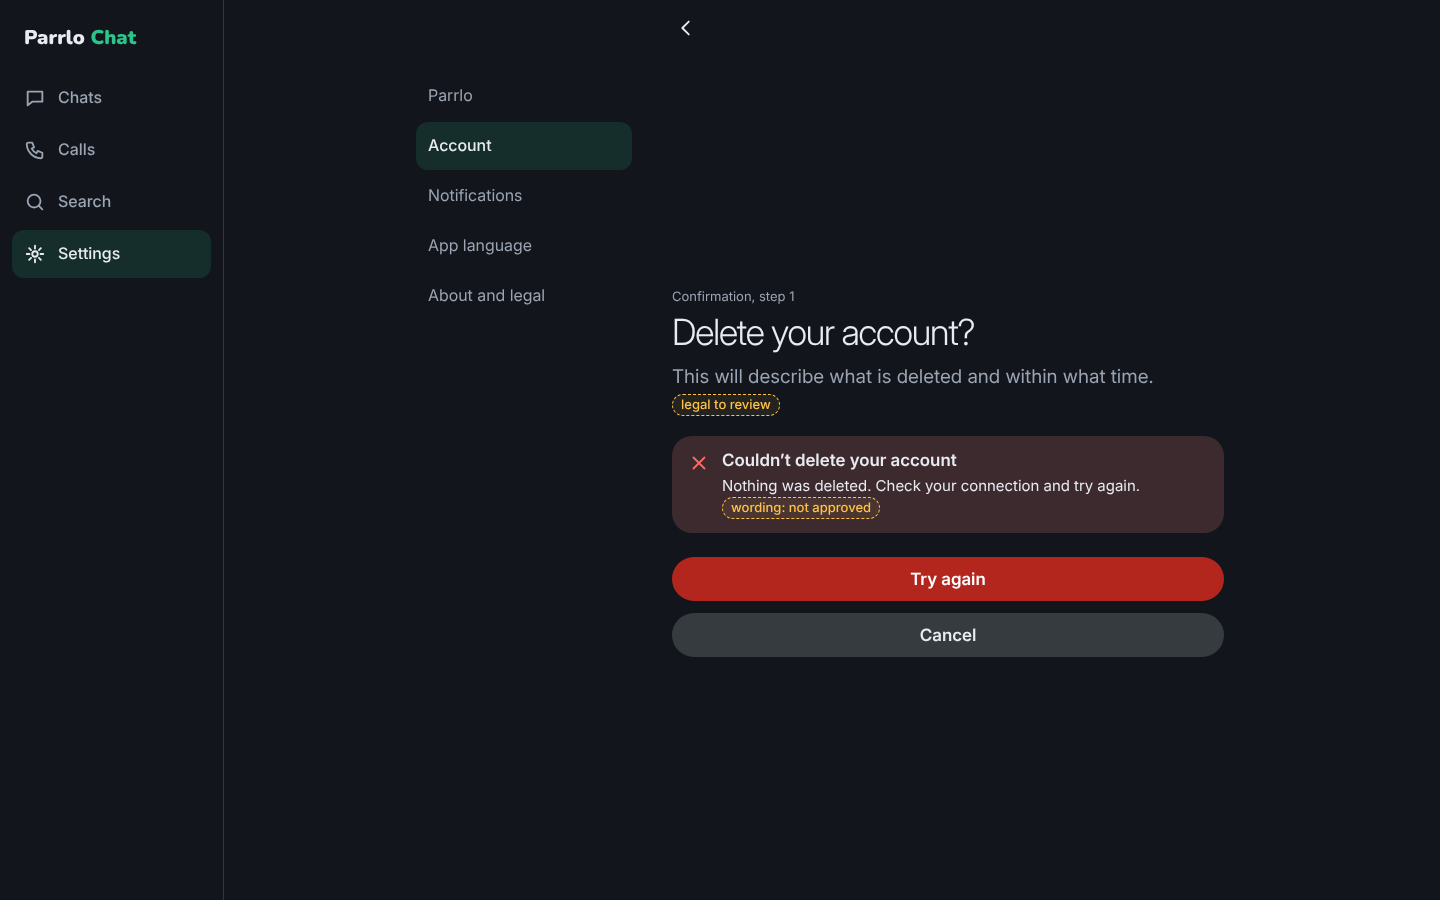 Parrlo Chat
Chats
Calls
Search
Settings
Parrlo
Account
Notifications
App language
About and legal
Confirmation, step 1
Delete your account?
This will describe what is deleted and within what time.
legal to review
Couldn’t delete your account
Nothing was deleted. Check your connection and try again.
wording: not approved
Try again
Cancel